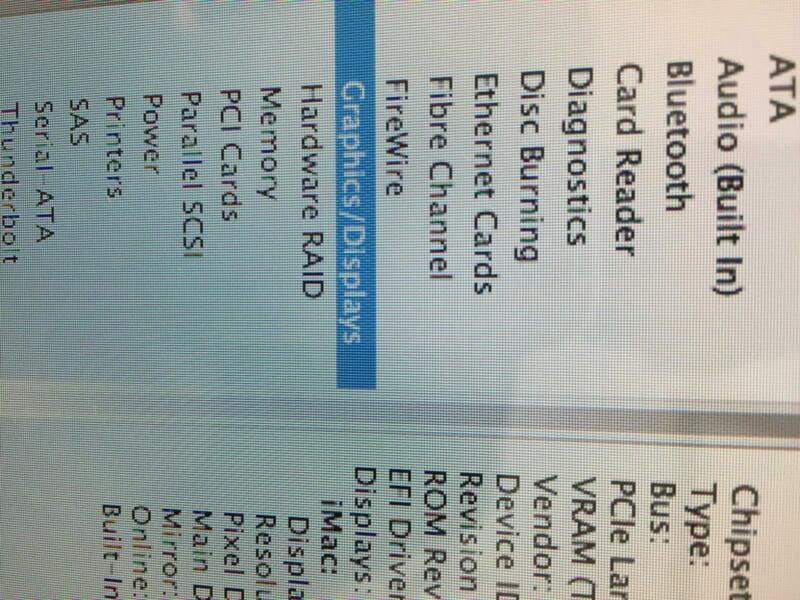 ATA
Audio (Built In)
Bluetooth
Card Reader
Diagnostics
Disc Burning
Ethernet Cards
Fibre Channel
FireWire
Graphics/Displays
Hardware RAID
Memory
PCI Cards
Parallel SCSI
Power
Printers
SAS
Serial-ATA
Thunderbolt
Chipset
Type:
Bus:
PCIe Lan
VRAM (T
Vendor:
Device ID
Revision
ROM Rev
EFI Driver
Displays:
iMac:
Displa
Resolu
Pixel D
Main D
Mirror:
Online:
Built-In